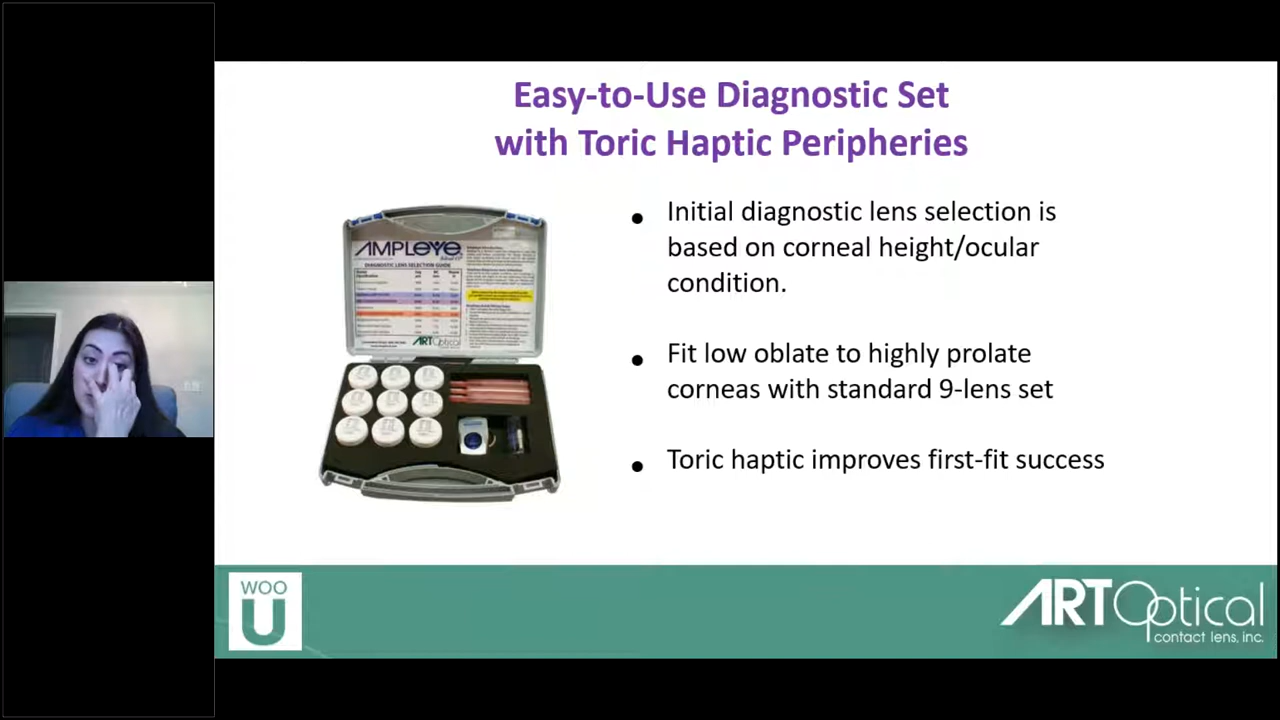 Easy-to-Use Diagnostic Set
with Toric Haptic Peripheries
AMPLEYE
DIAGNOSTIC LENS SELECTION GUIDE
ART Optical
• Initial diagnostic lens selection is
based on corneal height/ocular
condition.
• Fit low oblate to highly prolate
corneas with standard 9-lens set
• Toric haptic improves first-fit success
WOO
U
ART Optical
contact lens, inc.